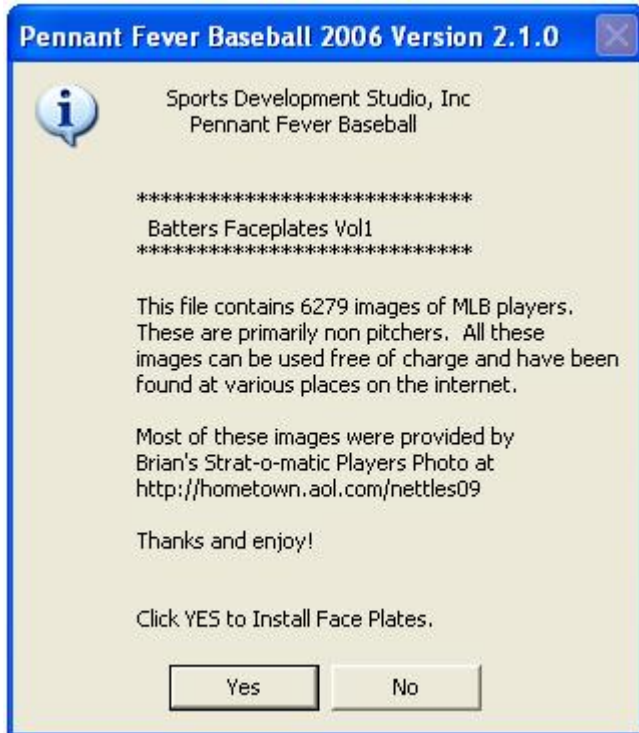 Pennant Fever Baseball 2006 Version 2.1.0
Sports Development Studio, Inc
Pennant Fever Baseball
*****************************
Batters Faceplates Vol1
*****************************
This file contains 6279 images of MLB players.
These are primarily non pitchers.  All these
images can be used free of charge and have been
found at various places on the internet.
Most of these images were provided by
Brian's Strat-o-matic Players Photo at
http://hometown.aol.com/nettles09
Thanks and enjoy!
Click YES to Install Face Plates.
Yes No